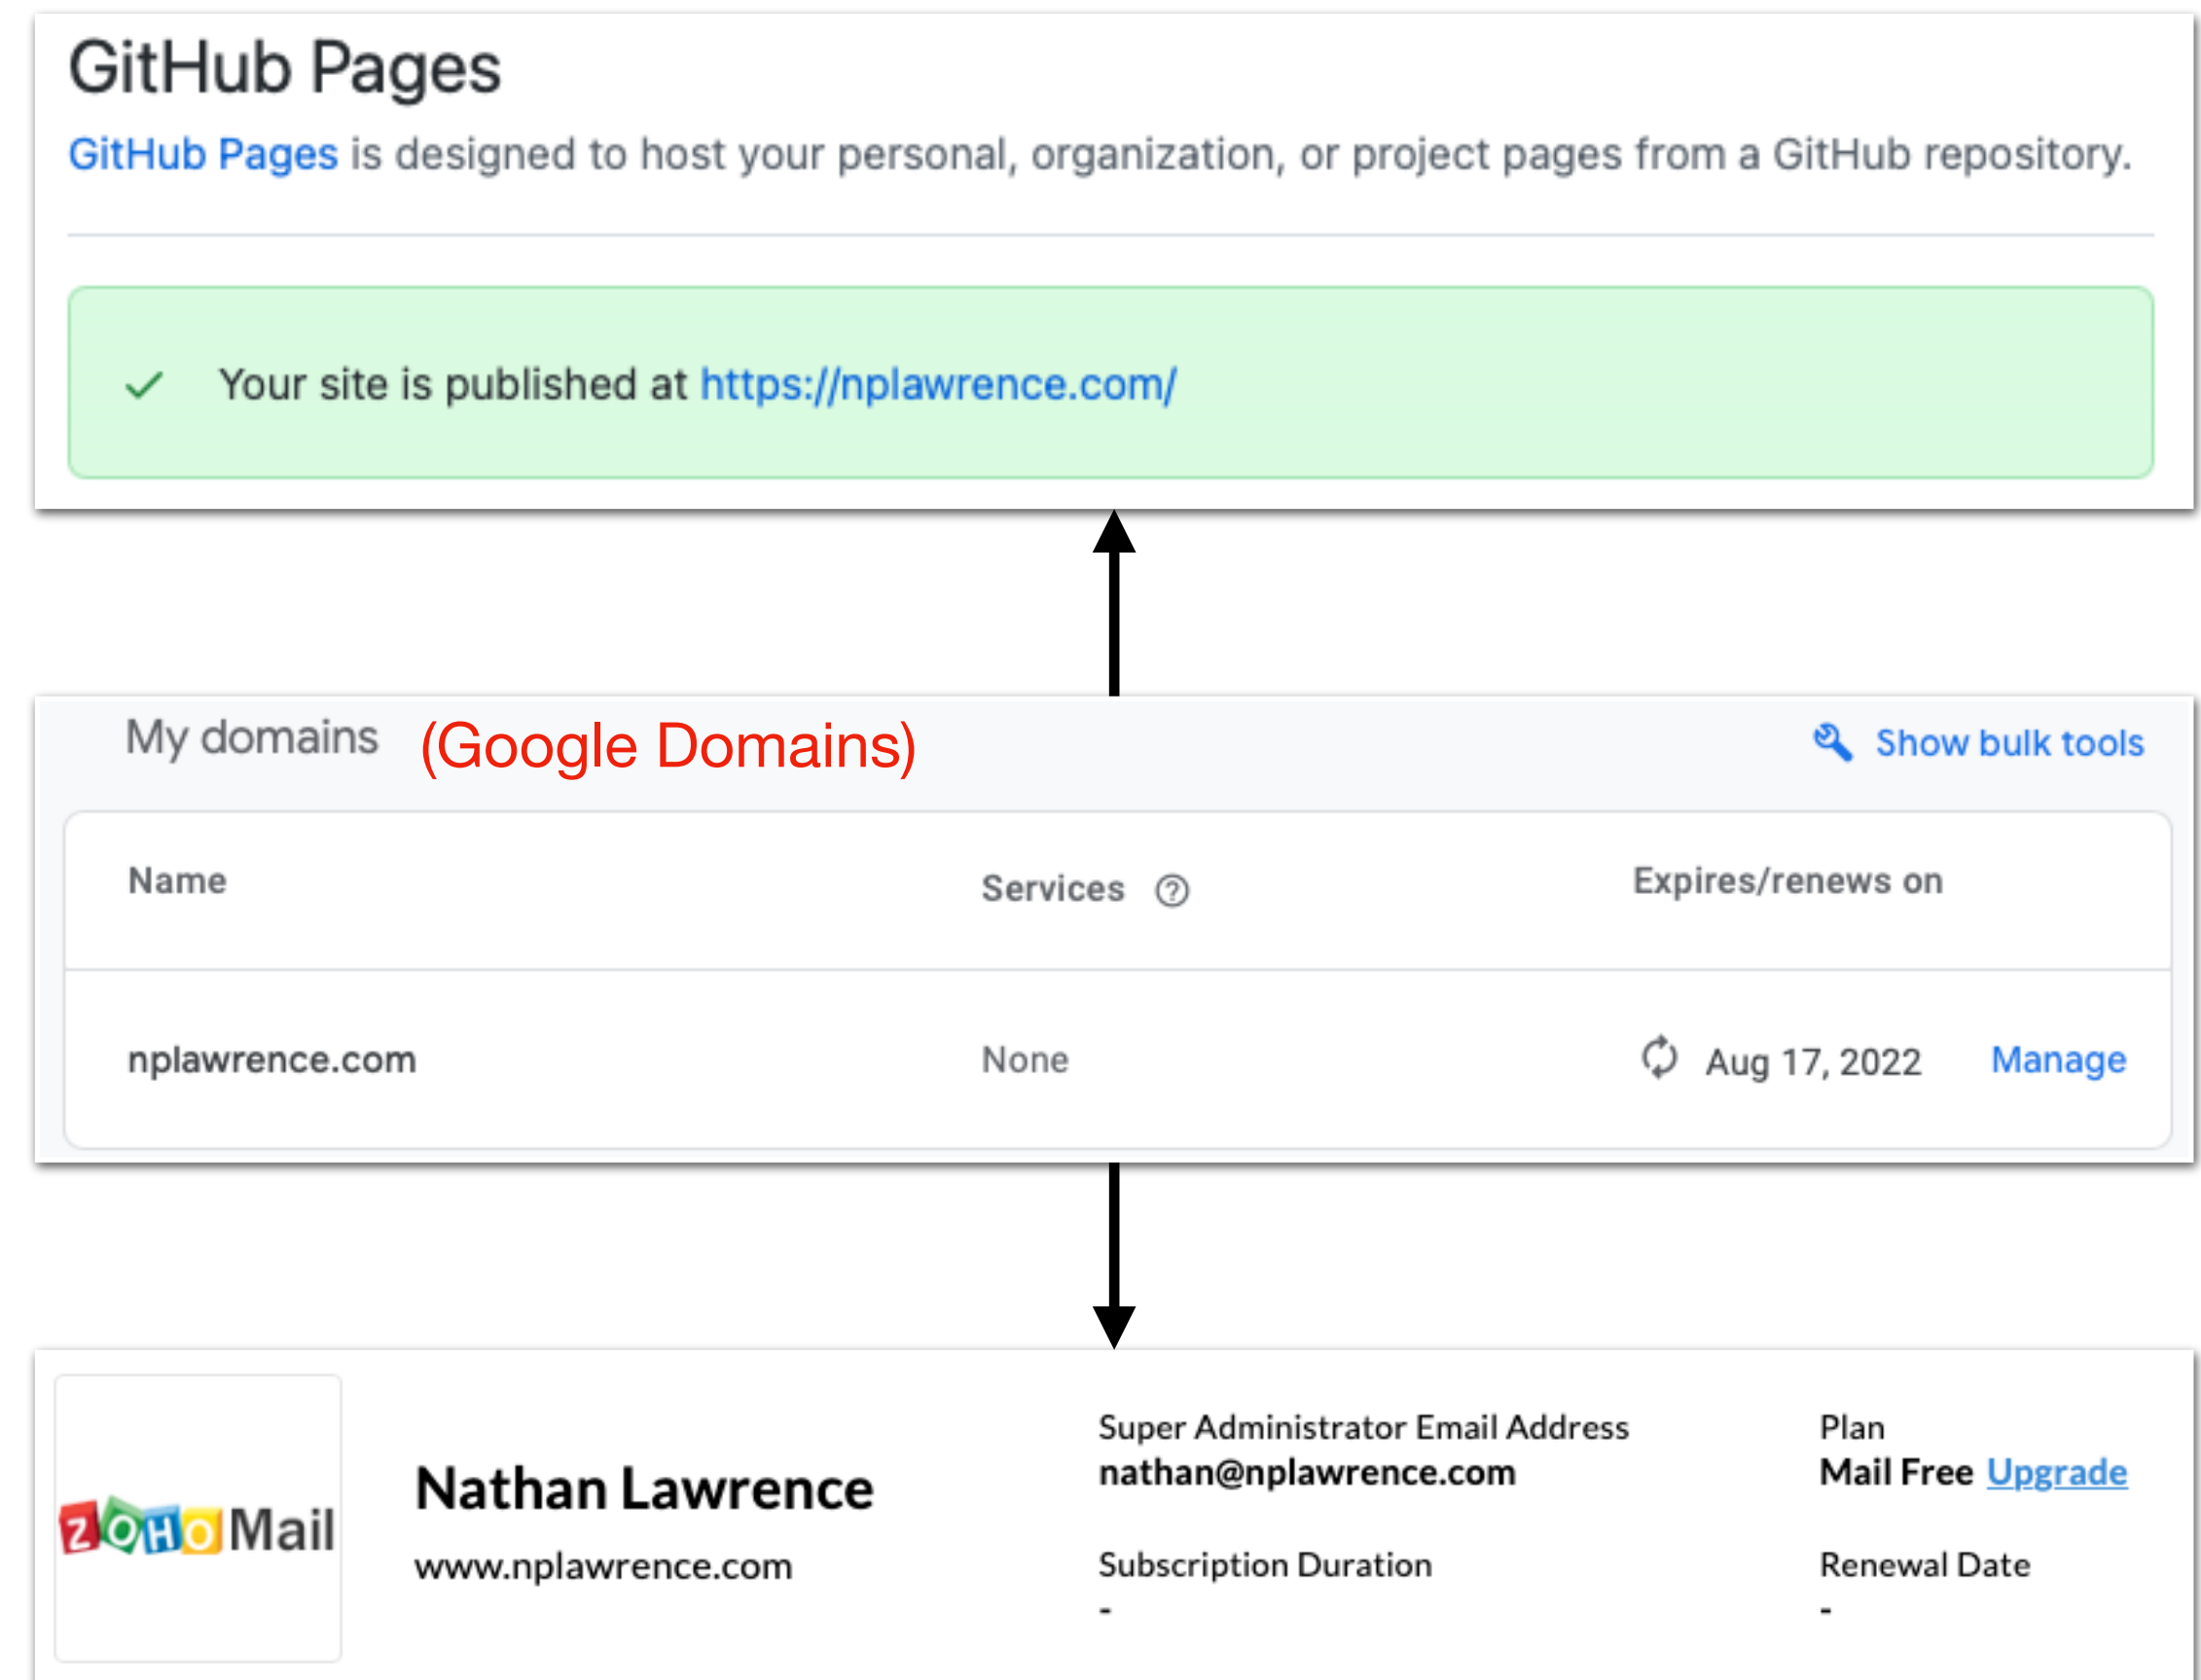 GitHub Pages
GitHub Pages is designed to host your personal, organization, or project pages from a GitHub repository.
Your site is published at https://nplawrence.com/
My domains (Google Domains) Show bulk tools
Name Services Expires/renews on
nplawrence.com None Aug 17, 2022 Manage
Super Administrator Email Address Plan
Nathan Lawrence nathan@nplawrence.com Mail Free Upgrade
ZOHO Mail
www.nplawrence.com Subscription Duration Renewal Date
- -